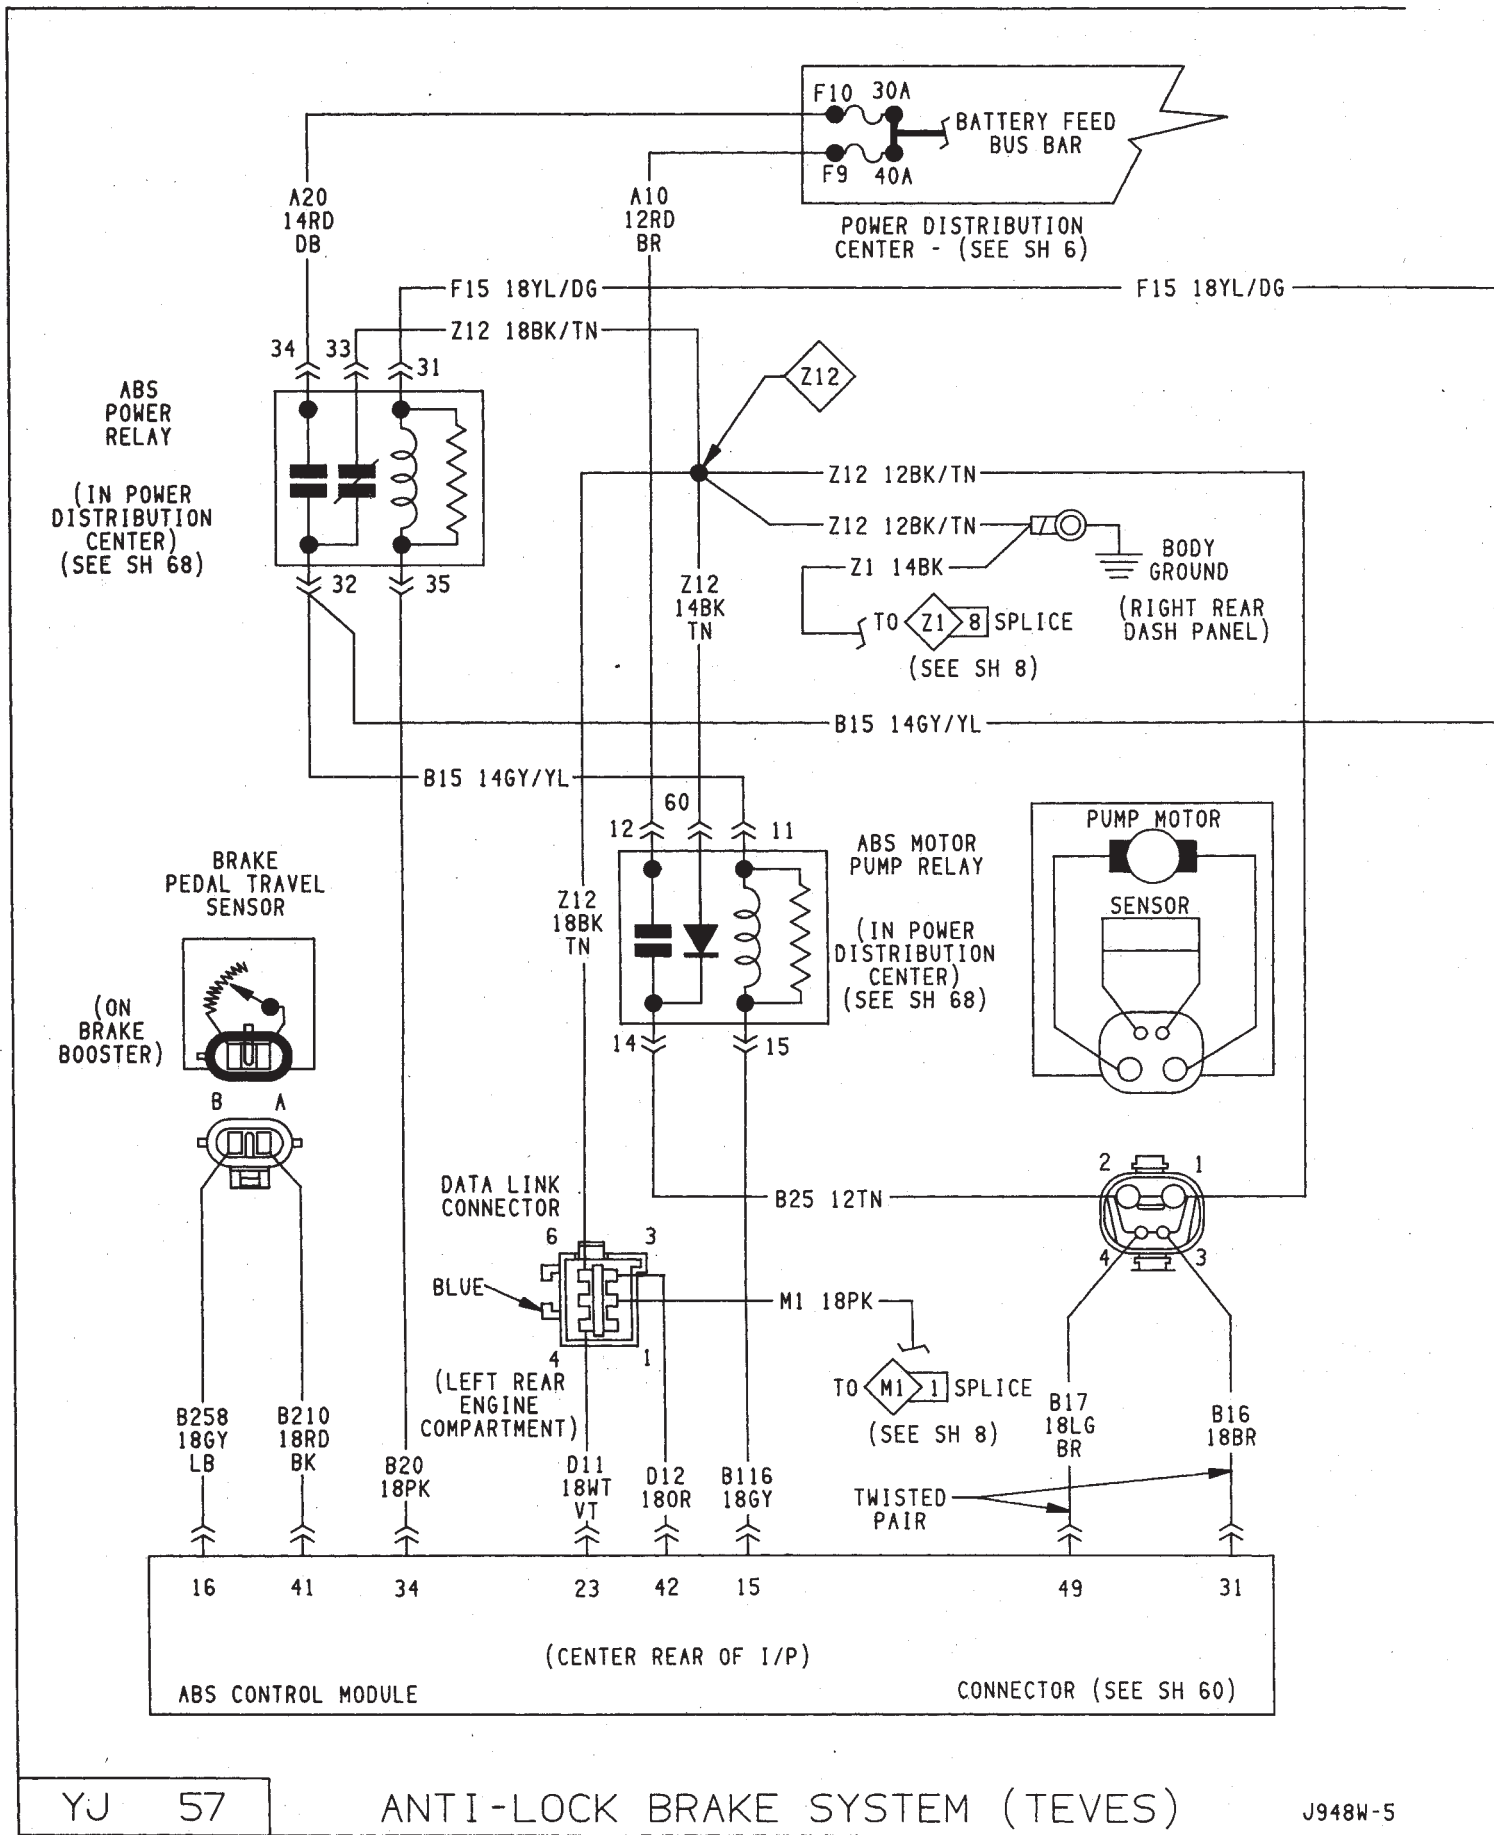 F10 30A
BATTERY FEED
BUS BAR
F9 40A
POWER DISTRIBUTION
CENTER - (SEE SH 6)
A20
14RD
DB
A10
12RD
BR
F15 18YL/DG
F15 18YL/DG
Z12 18BK/TN
34 33 31
Z12
ABS
POWER
RELAY
(IN POWER
DISTRIBUTION
CENTER)
(SEE SH 68)
Z12 12BK/TN
Z12 12BK/TN
Z1 14BK
BODY
GROUND
(RIGHT REAR
DASH PANEL)
32 35
Z12
14BK
TN
TO Z1 8 SPLICE
(SEE SH 8)
B15 14GY/YL
B15 14GY/YL
60
12 11
ABS MOTOR
PUMP RELAY
(IN POWER
DISTRIBUTION
CENTER)
(SEE SH 68)
PUMP MOTOR
SENSOR
BRAKE
PEDAL TRAVEL
SENSOR
(ON
BRAKE
BOOSTER)
Z12
18BK
TN
14 15
B A
DATA LINK
CONNECTOR
B25 12TN
2 1
4 3
6 3
BLUE
M1 18PK
4 1
(LEFT REAR
ENGINE
COMPARTMENT)
TO M1 1 SPLICE
(SEE SH 8)
B258
18GY
LB
B210
18RD
BK
B20
18PK
D11
18WT
VT
D12
18OR
B116
18GY
B17
18LG
BR
B16
18BR
TWISTED
PAIR
16 41 34 23 42 15 49 31
(CENTER REAR OF I/P)
ABS CONTROL MODULE
CONNECTOR (SEE SH 60)
YJ 57
ANTI-LOCK BRAKE SYSTEM (TEVES)
J948W-5